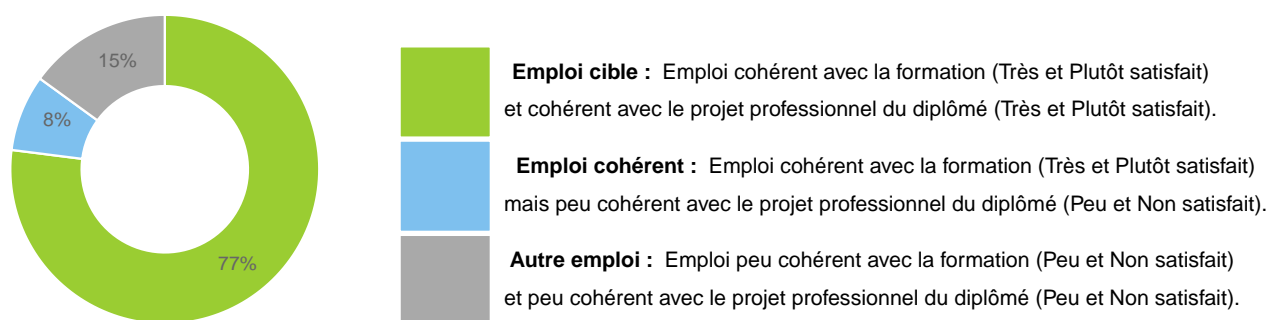 15%
8%
77%
Emploi cible : Emploi cohérent avec la formation (Très et Plutôt satisfait)
et cohérent avec le projet professionnel du diplômé (Très et Plutôt satisfait).
Emploi cohérent : Emploi cohérent avec la formation (Très et Plutôt satisfait)
mais peu cohérent avec le projet professionnel du diplômé (Peu et Non satisfait).
Autre emploi : Emploi peu cohérent avec la formation (Peu et Non satisfait)
et peu cohérent avec le projet professionnel du diplômé (Peu et Non satisfait).